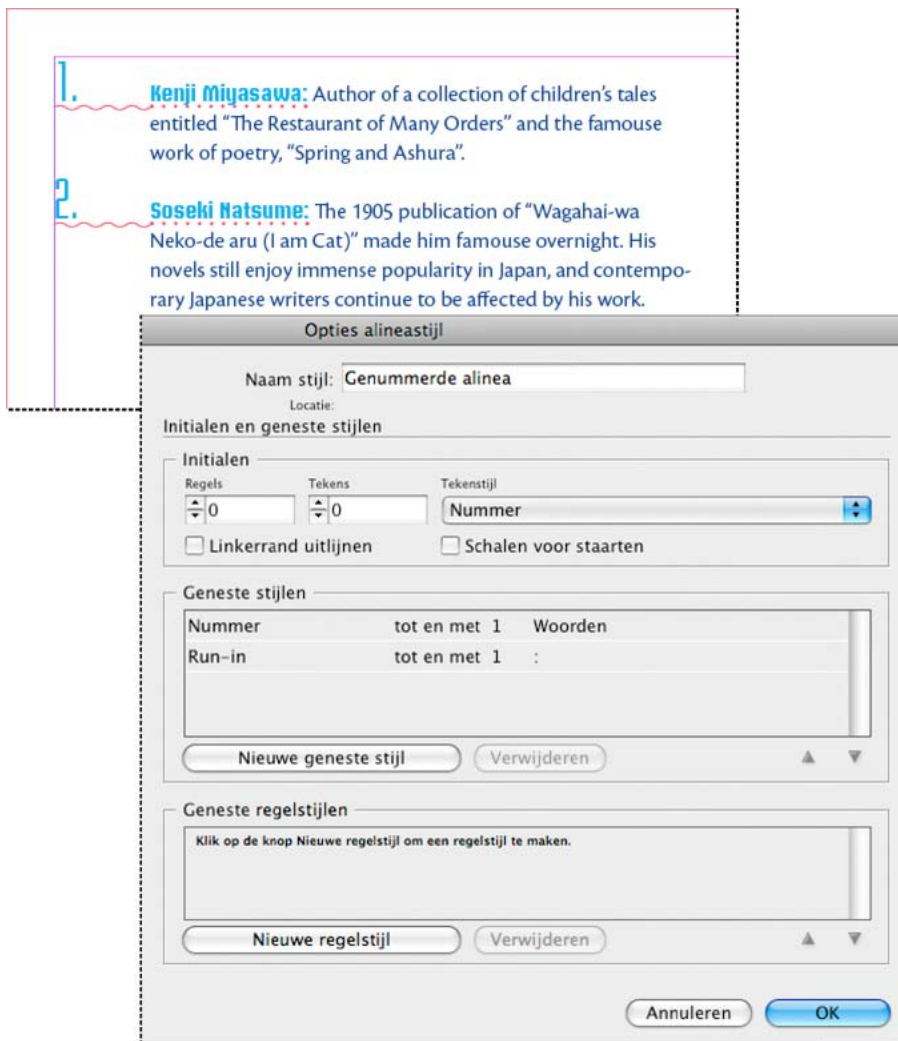 1. Kenji Miyasawa: Author of a collection of children's tales
entitled “The Restaurant of Many Orders” and the famouse
work of poetry, “Spring and Ashura”.
2. Soseki Natsume: The 1905 publication of “Wagahai-wa
Neko-de aru (I am Cat)” made him famouse overnight. His
novels still enjoy immense popularity in Japan, and contempo-
rary Japanese writers continue to be affected by his work.
Opties alineastijl
Naam stijl: Genummerde alinea
Locatie:
Initialen en geneste stijlen
Initialen
Regels Tekens Tekenstijl
0 0 Nummer
Linkerrand uitlijnen Schalen voor staarten
Geneste stijlen
Nummer tot en met 1 Woorden
Run-in tot en met 1 :
Nieuwe geneste stijl Verwijderen
Geneste regelstijlen
Klik op de knop Nieuwe regelstijl om een regelstijl te maken.
Nieuwe regelstijl Verwijderen
Annuleren OK